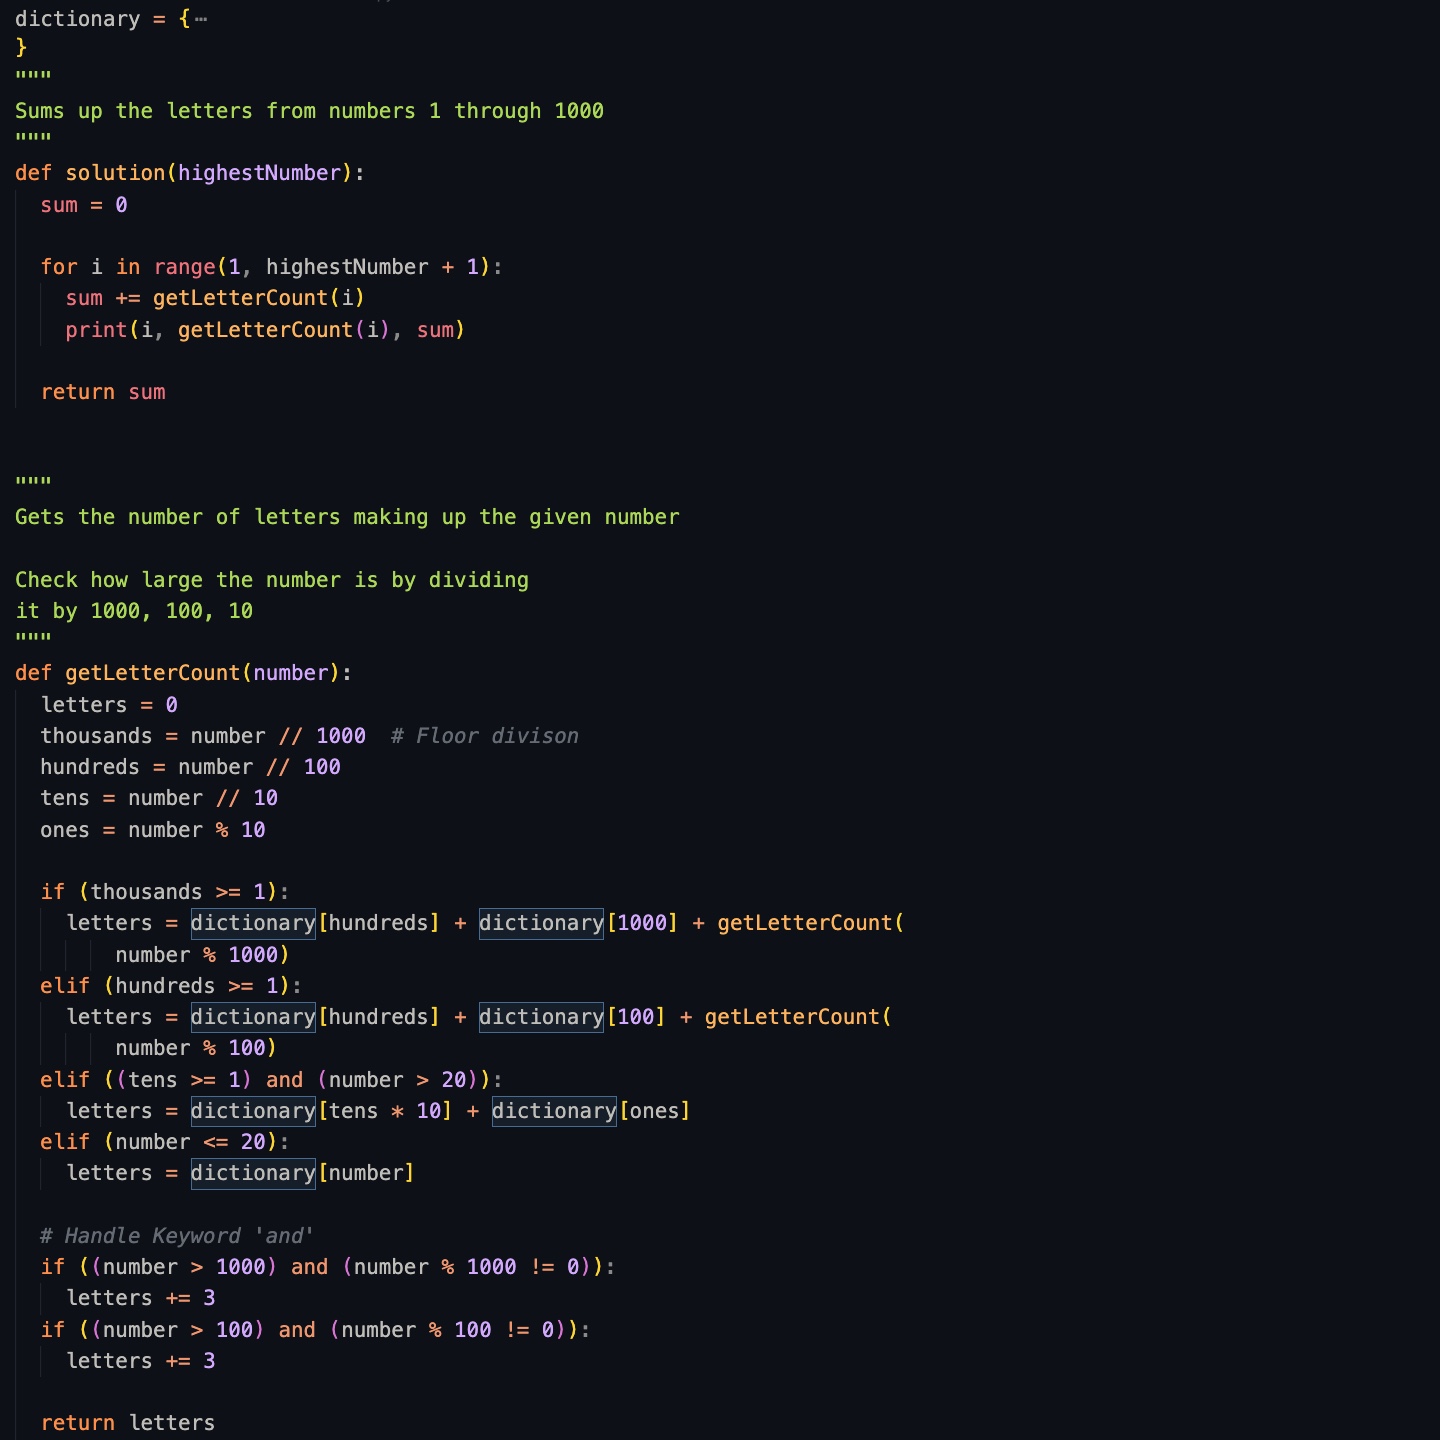 dictionary = {⋯
}
"""
Sums up the letters from numbers 1 through 1000
"""
def solution(highestNumber):
  sum = 0

  for i in range(1, highestNumber + 1):
    sum += getLetterCount(i)
    print(i, getLetterCount(i), sum)

  return sum


"""
Gets the number of letters making up the given number

Check how large the number is by dividing
it by 1000, 100, 10
"""
def getLetterCount(number):
  letters = 0
  thousands = number // 1000  # Floor divison
  hundreds = number // 100
  tens = number // 10
  ones = number % 10

  if (thousands >= 1):
    letters = dictionary[hundreds] + dictionary[1000] + getLetterCount(
        number % 1000)
  elif (hundreds >= 1):
    letters = dictionary[hundreds] + dictionary[100] + getLetterCount(
        number % 100)
  elif ((tens >= 1) and (number > 20)):
    letters = dictionary[tens * 10] + dictionary[ones]
  elif (number <= 20):
    letters = dictionary[number]

  # Handle Keyword 'and'
  if ((number > 1000) and (number % 1000 != 0)):
    letters += 3
  if ((number > 100) and (number % 100 != 0)):
    letters += 3

  return letters